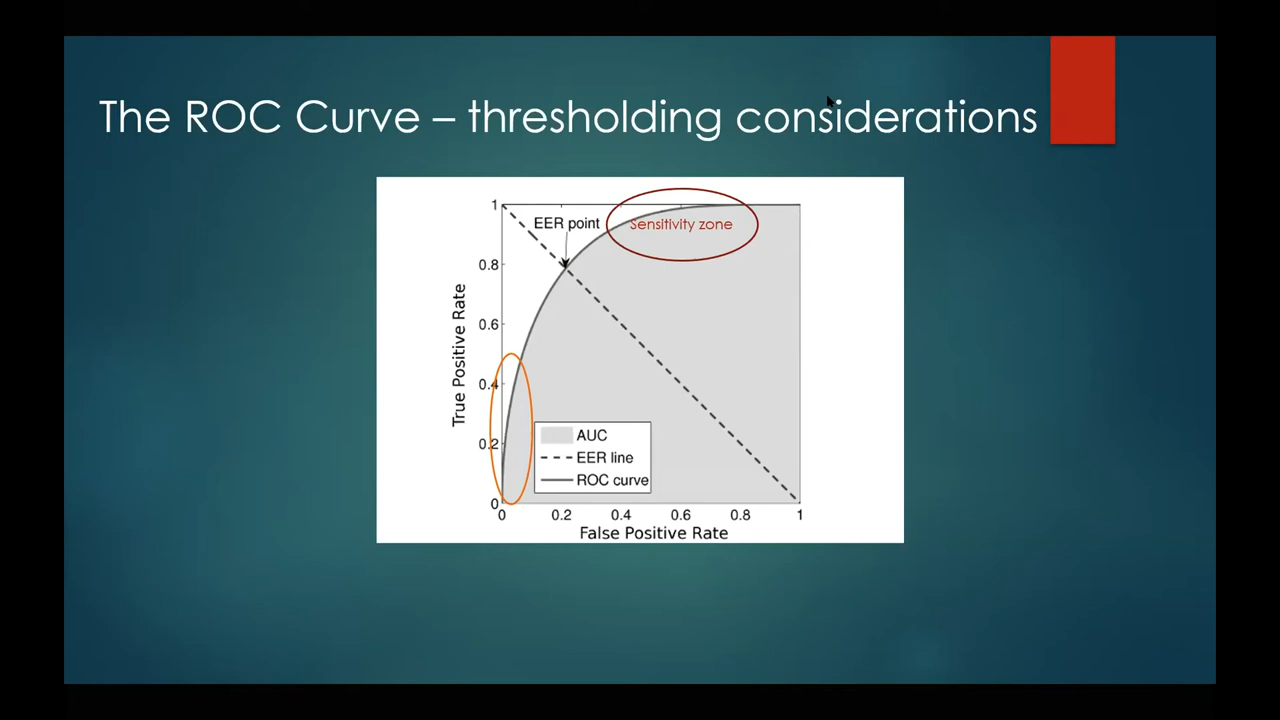 The ROC Curve – thresholding considerations
1
EER point
Sensitivity zone
0.8
0.6
0.4
0.2
0
True Positive Rate
AUC
EER line
ROC curve
0 0.2 0.4 0.6 0.8 1
False Positive Rate